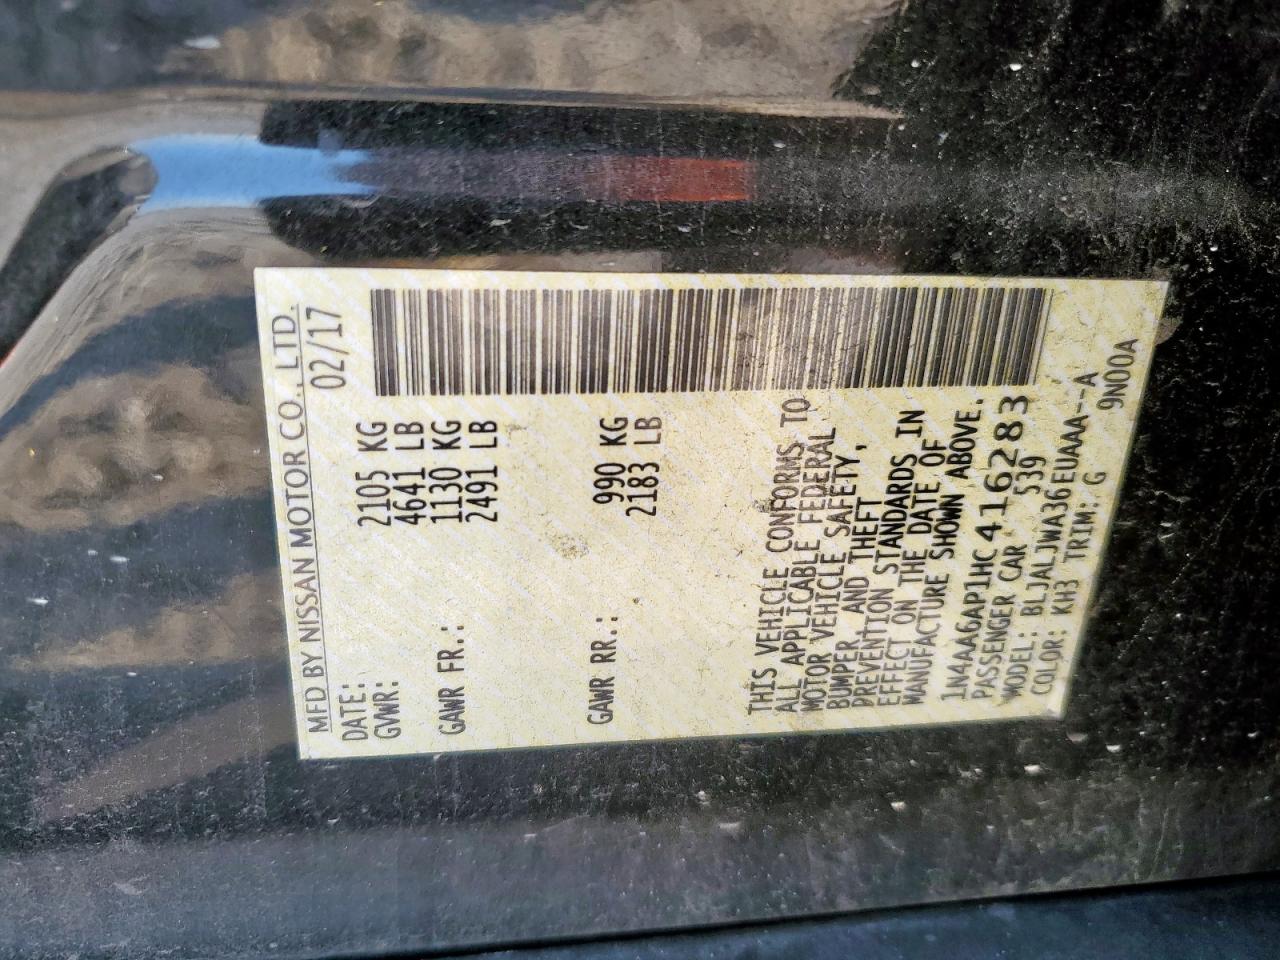 MFD BY NISSAN MOTOR CO., LTD.
DATE: 02/17
GVWR: 2105 KG
4641 LB
GAWR FR.: 1130 KG
2491 LB
GAWR RR.: 990 KG
2183 LB
THIS VEHICLE CONFORMS TO
ALL APPLICABLE FEDERAL
MOTOR VEHICLE SAFETY,
BUMPER, AND THEFT
PREVENTION STANDARDS IN
EFFECT ON THE DATE OF
MANUFACTURE SHOWN ABOVE.
1N4AA6AP1HC416283
PASSENGER CAR 539
MODEL: BLJALJWA36EUAAA--A
COLOR: KH3 TRIM: G 9N00A